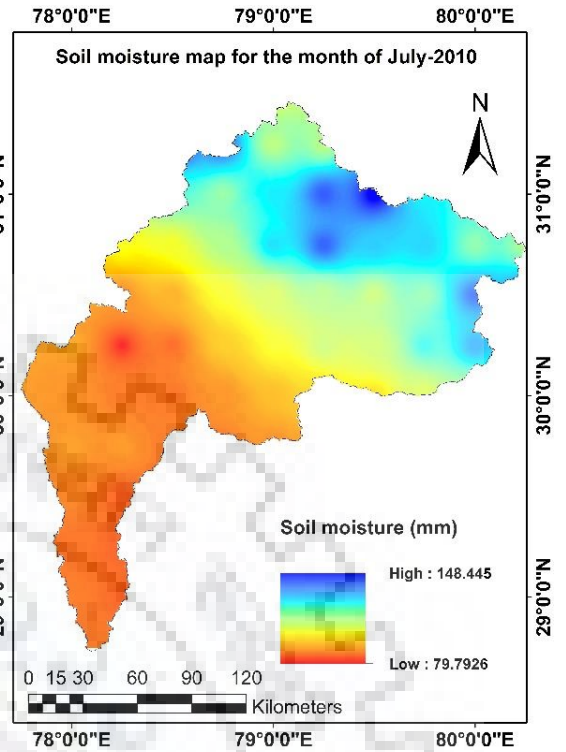 78°0'0"E 79°0'0"E 80°0'0"E
Soil moisture map for the month of July-2010
N
31°0'0"N
30°0'0"N
Soil moisture (mm)
High : 148.445
29°0'0"N
Low : 79.7926
0 15 30 60 90 120
Kilometers
78°0'0"E 79°0'0"E 80°0'0"E